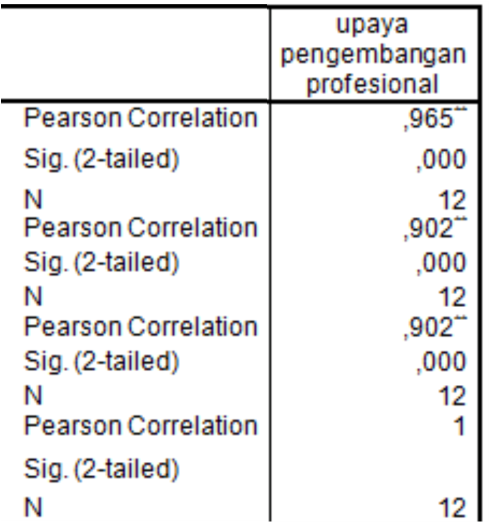 upaya
pengembangan
profesional
Pearson Correlation ,965**
Sig. (2-tailed) ,000
N 12
Pearson Correlation ,902**
Sig. (2-tailed) ,000
N 12
Pearson Correlation ,902**
Sig. (2-tailed) ,000
N 12
Pearson Correlation 1
Sig. (2-tailed)
N 12